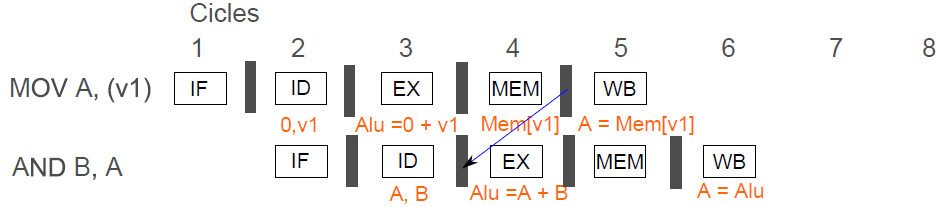 Cicles
1 2 3 4 5 6 7 8
MOV A, (v1) IF ID EX MEM WB
0,v1 Alu =0 + v1 Mem[v1] A = Mem[v1]
AND B, A IF ID EX MEM WB
A, B Alu =A + B A = Alu